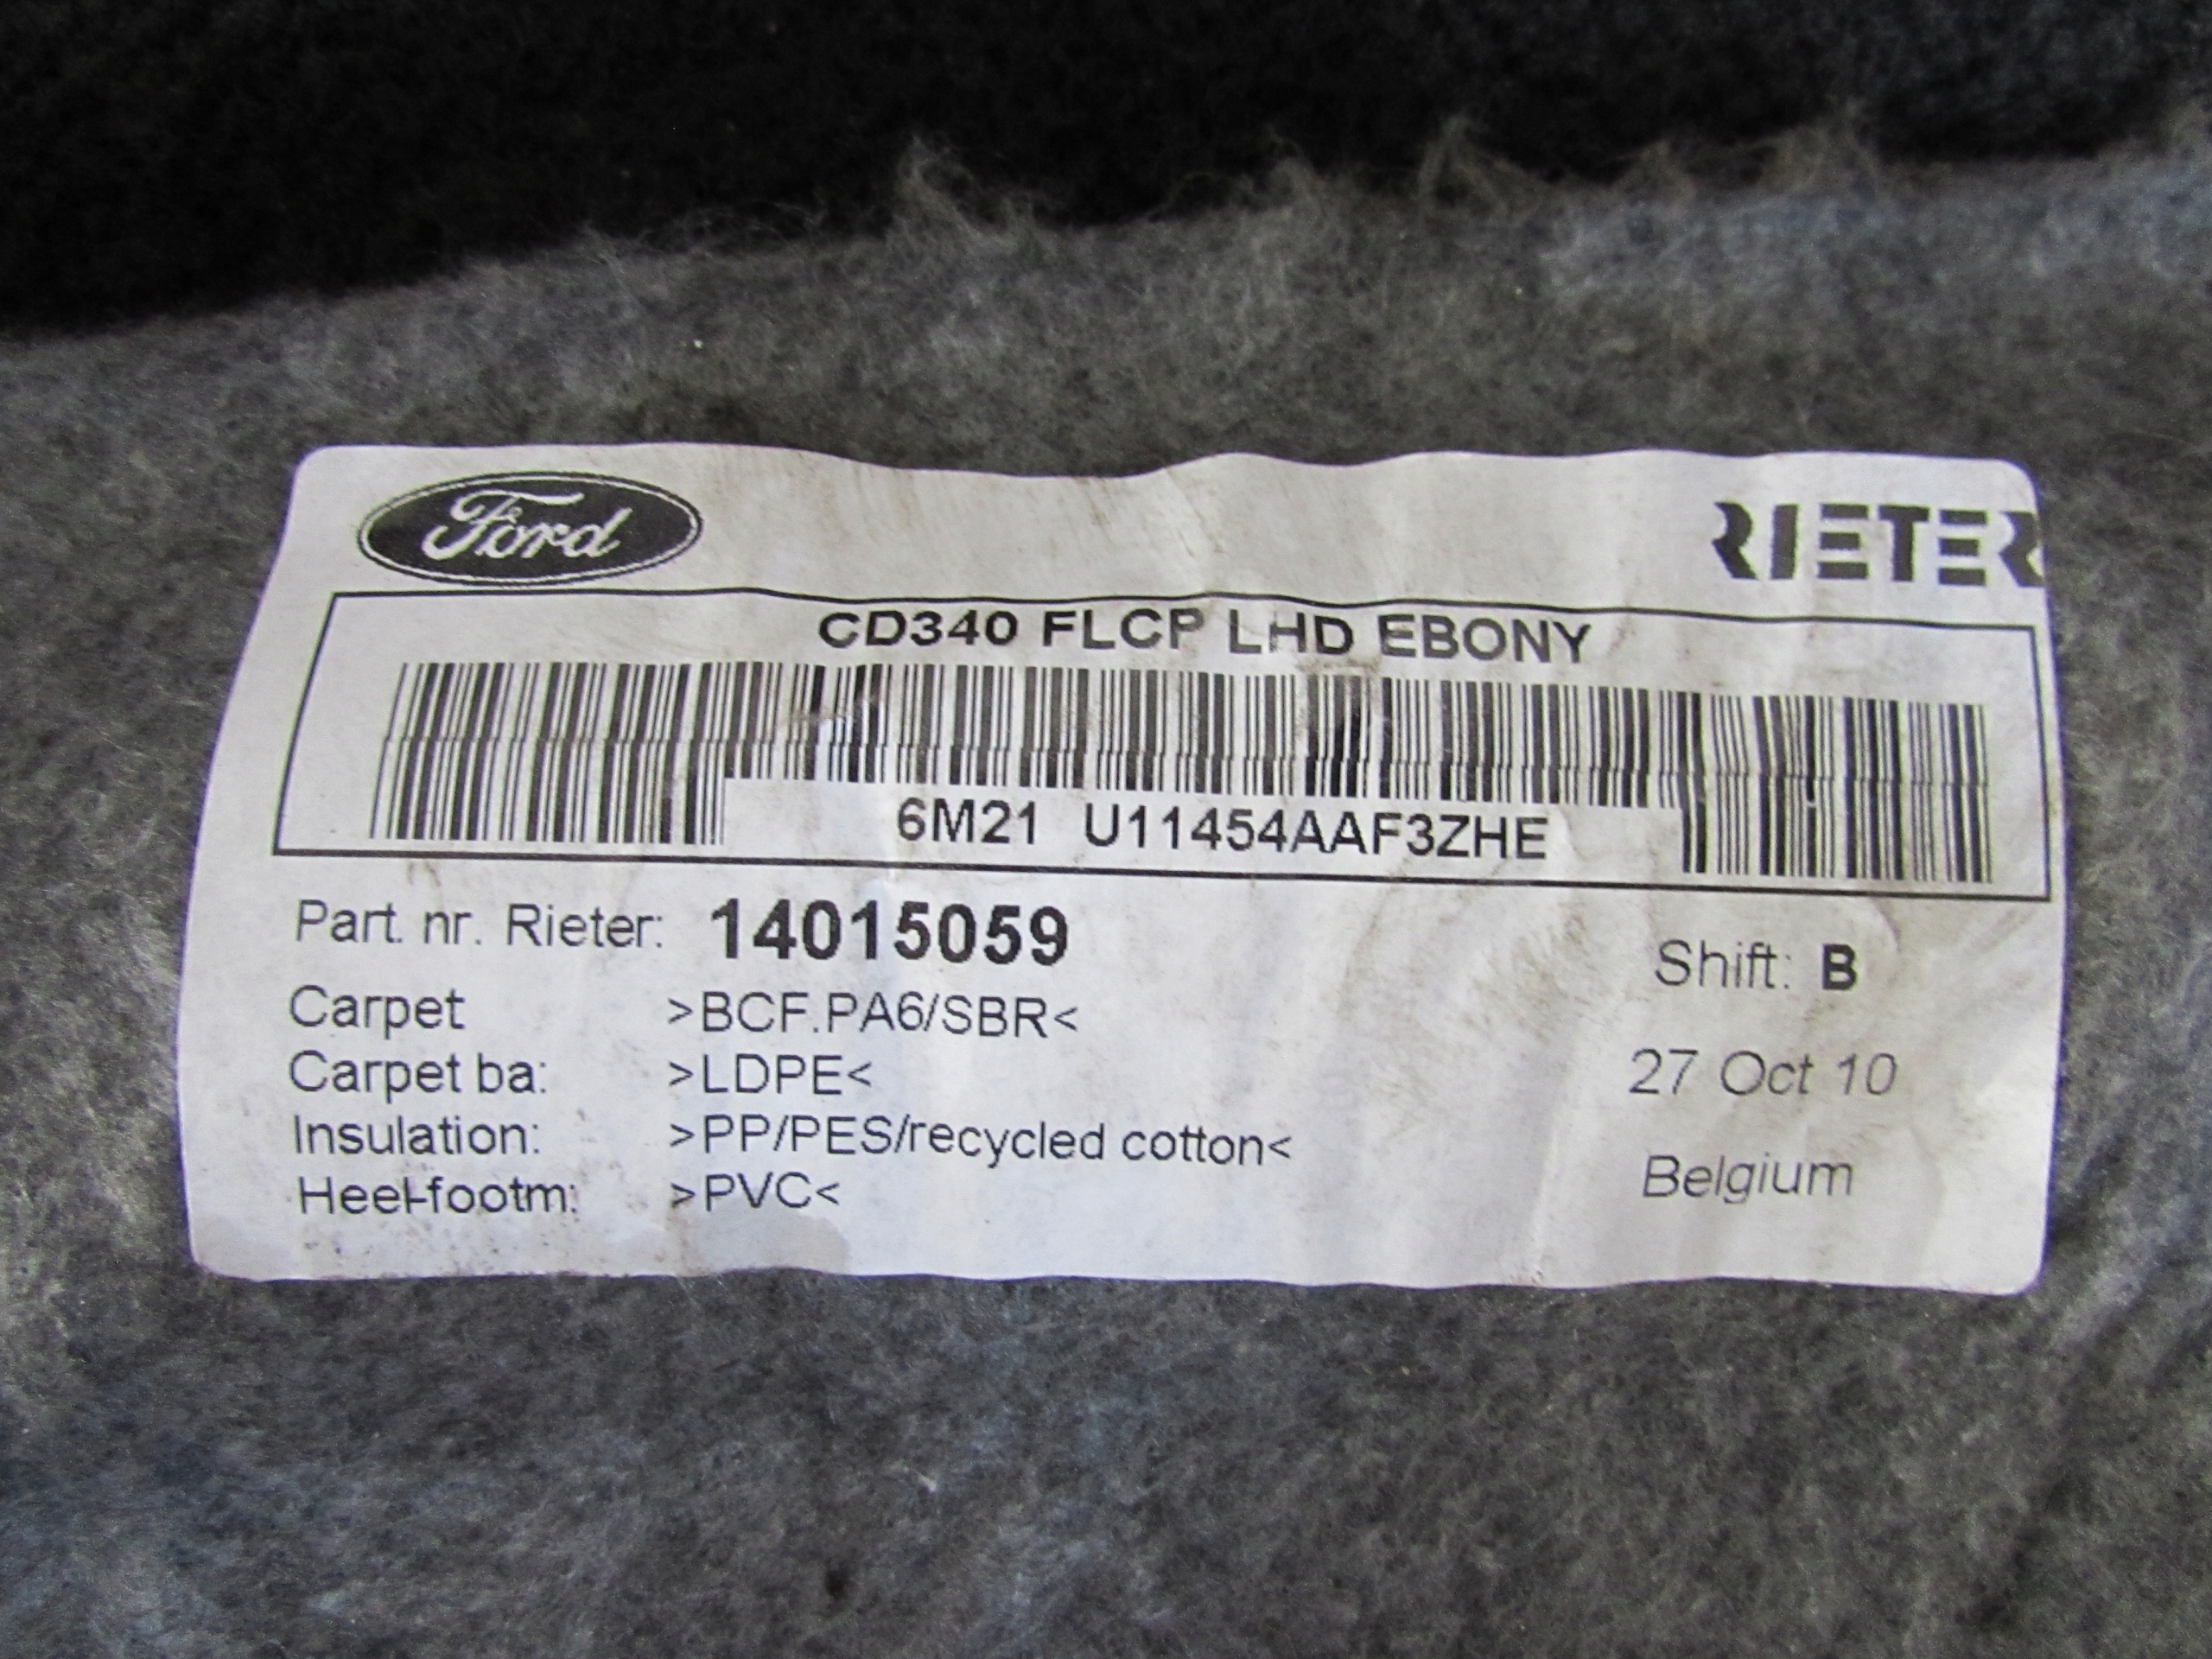 Ford
RIETER
CD340 FLCP LHD EBONY
6M21 U11454AAF3ZHE
Part. nr. Rieter: 14015059
Shift: B
Carpet >BCF.PA6/SBR<
Carpet ba: >LDPE<
27 Oct 10
Insulation: >PP/PES/recycled cotton<
Heel-footm: >PVC<
Belgium